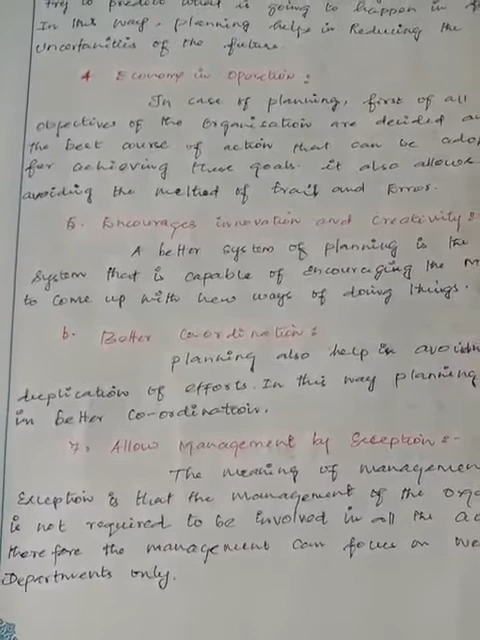 try to predict what is going to happen in
In this way, planning helps in Reducing the
Uncertanities of the future.
4 Economy in Operation :
In case of planning, first of all
objectives of the Organisation are decided
the best course of action that can be
for achieving these goals. it also allows
avoiding the method of trail and Error.
5. Encourages innovation and Creativity :
A better system of planning is the
System that is capable of encouraging the
to come up with new ways of doing things.
6. Better Co-ordination :
planning also help in
duplication of efforts. In this way planning
in better Co-ordination.
7. Allow Management by Exception :-
The meaning of
Exception is that the management of the
is not required to be involved in all the
therefore the management can focus on
Departments only.